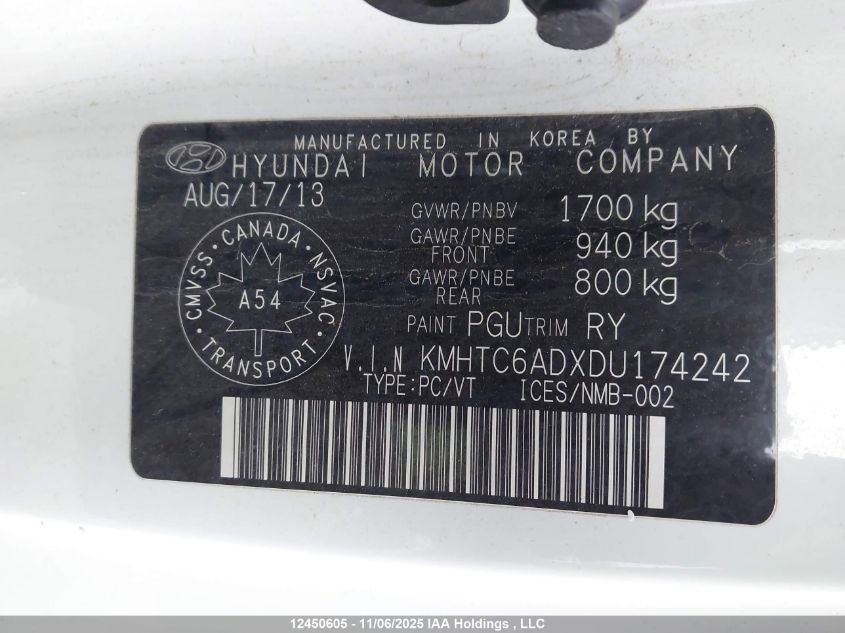 MANUFACTURED IN KOREA BY
HYUNDAI MOTOR COMPANY
AUG/17/13
GVWR/PNBV 1700 kg
GAWR/PNBE FRONT 940 kg
GAWR/PNBE REAR 800 kg
CMVSS · CANADA · NSVAC
A54
TRANSPORT
PAINT PGU TRIM RY
V.I.N KMHTC6ADXDU174242
TYPE:PC/VT ICES/NMB-002
12450605 - 11/06/2025 IAA Holdings , LLC